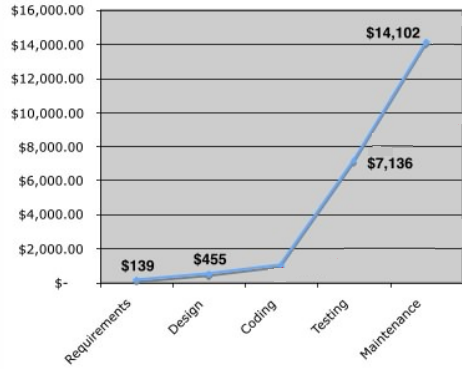 $16,000.00
$14,000.00
$12,000.00
$10,000.00
$8,000.00
$6,000.00
$4,000.00
$2,000.00
$-
$139
$455
$7,136
$14,102
Requirements
Design
Coding
Testing
Maintenance